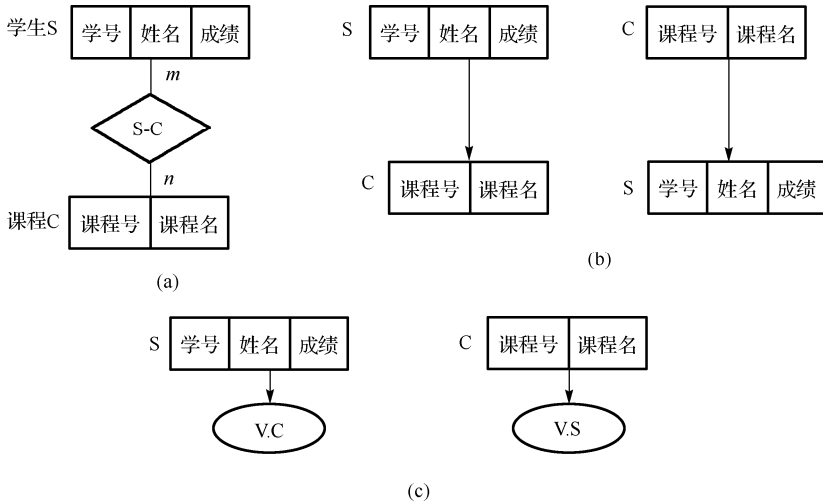 学生S 学号 姓名 成绩
m
S-C
n
课程C 课程号 课程名
(a)
S 学号 姓名 成绩
C 课程号 课程名
C 课程号 课程名
S 学号 姓名 成绩
(b)
S 学号 姓名 成绩
V.C
C 课程号 课程名
V.S
(c)